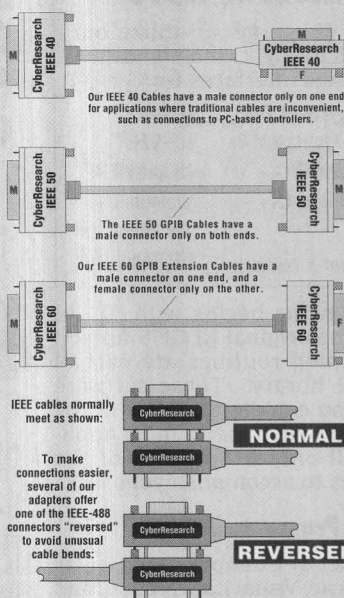 M
CyberResearch
IEEE 40
M
CyberResearch
IEEE 40
F
Our IEEE 40 Cables have a male connector only on one end
for applications where traditional cables are inconvenient,
such as connections to PC-based controllers.
M
CyberResearch
IEEE 50
CyberResearch
IEEE 50
M
The IEEE 50 GPIB Cables have a
male connector only on both ends.
Our IEEE 60 GPIB Extension Cables have a
male connector on one end, and a
female connector only on the other.
M
CyberResearch
IEEE 60
CyberResearch
IEEE 60
F
IEEE cables normally
meet as shown:
CyberResearch
CyberResearch
NORMAL
To make
connections easier,
several of our
adapters offer
one of the IEEE-488
connectors "reversed"
to avoid unusual
cable bends:
CyberResearch
CyberResearch
REVERSED